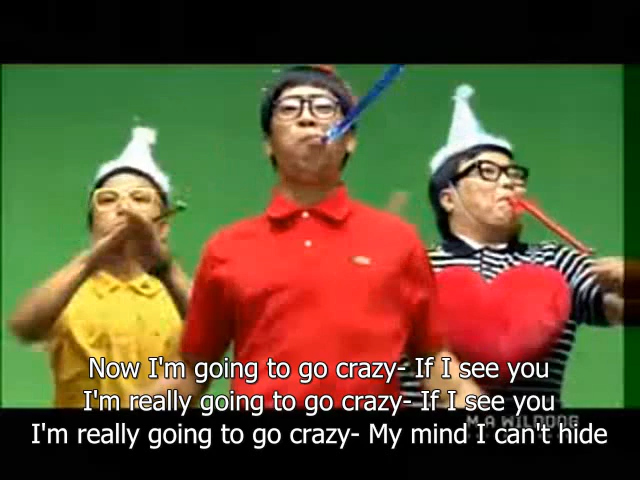 Now I'm going to go crazy- If I see you
I'm really going to go crazy- If I see you
M.A WILDDOG
I'm really going to go crazy- My mind I can't hide